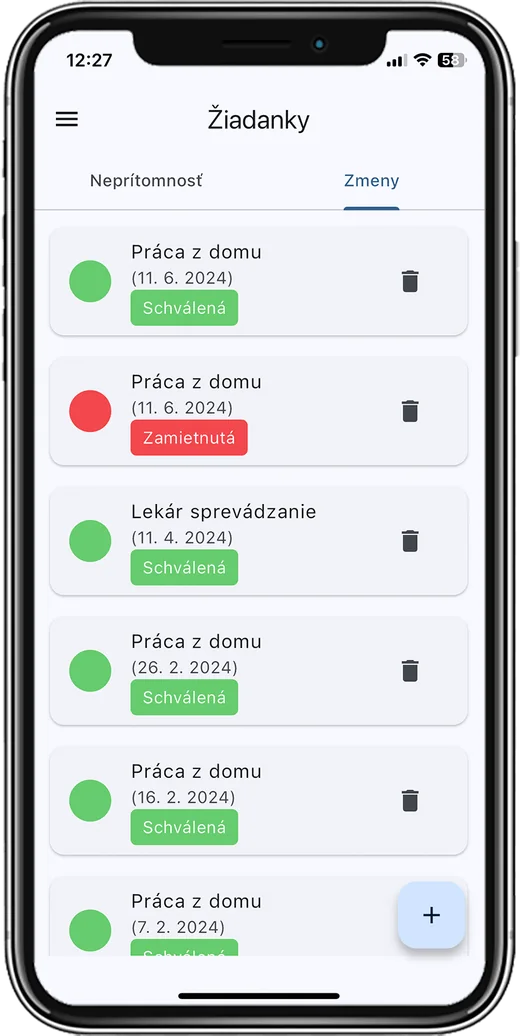 12:27
58
Žiadanky
Neprítomnosť
Zmeny
Práca z domu
(11. 6. 2024)
Schválená
Práca z domu
(11. 6. 2024)
Zamietnutá
Lekár sprevádzanie
(11. 4. 2024)
Schválená
Práca z domu
(26. 2. 2024)
Schválená
Práca z domu
(16. 2. 2024)
Schválená
Práca z domu
(7. 2. 2024)
Schválená